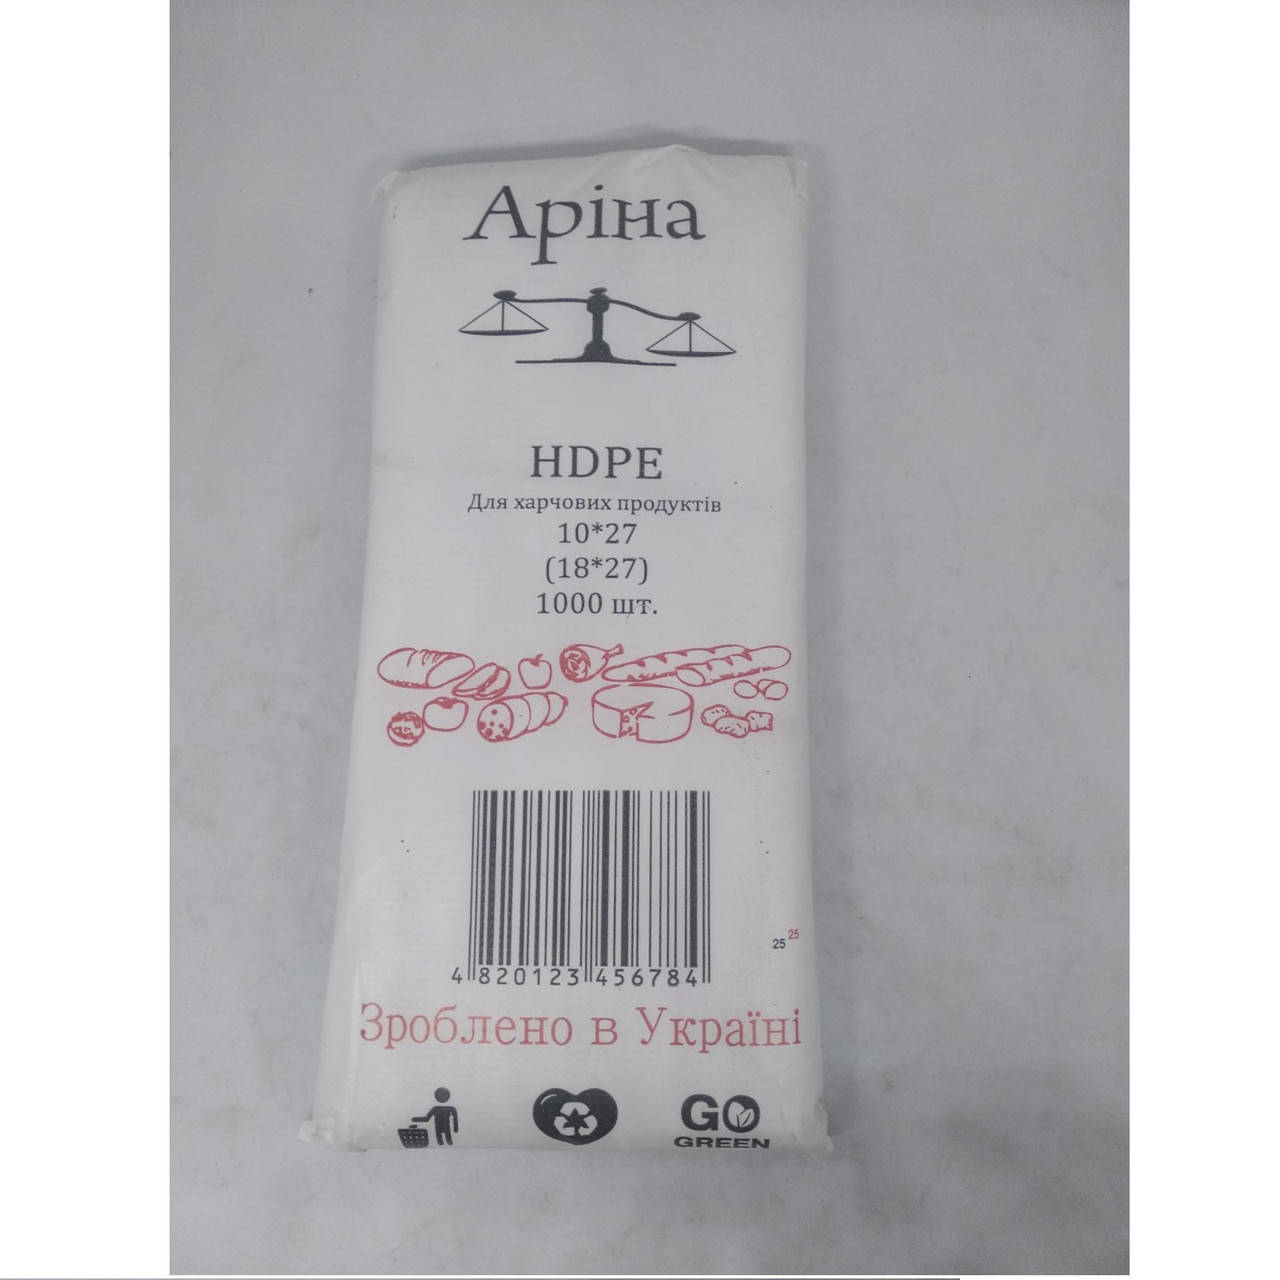 Аріна
HDPE
Для харчових продуктів
10*27
(18*27)
1000 шт.
25 25
4 820123 456784
Зроблено в Україні
GO
GREEN